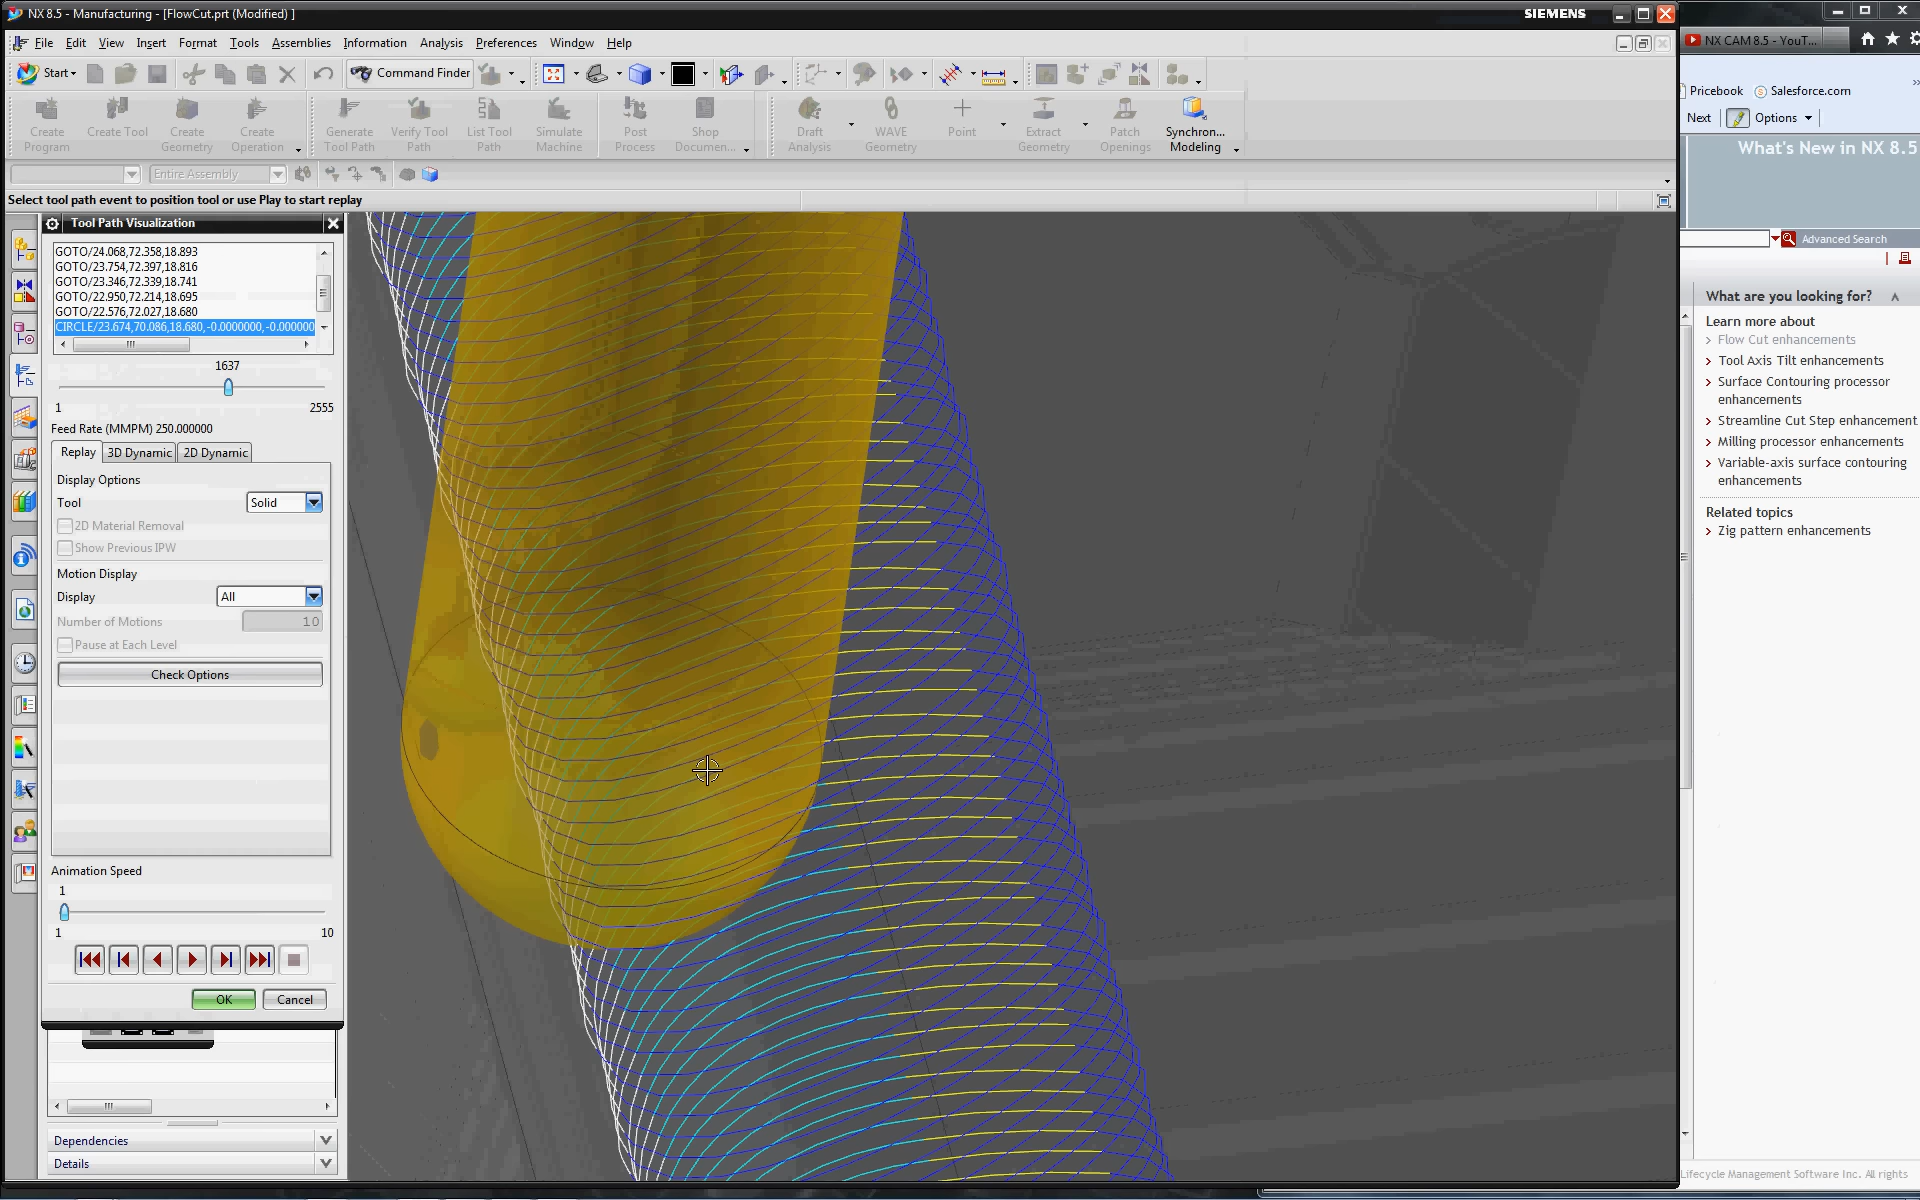 NX 8.5 - Manufacturing - [FlowCut.prt (Modified) ]
SIEMENS
File Edit View Insert Format Tools Assemblies Information Analysis Preferences Window Help
Start
Command Finder
Create Program
Create Tool
Create Geometry
Create Operation
Generate Tool Path
Verify Tool Path
List Tool Path
Simulate Machine
Post Process
Shop Documen...
Draft Analysis
WAVE Geometry
Point
Extract Geometry
Patch Openings
Synchron... Modeling
Entire Assembly
Select tool path event to position tool or use Play to start replay
Tool Path Visualization
GOTO/24.068,72.358,18.893
GOTO/23.754,72.397,18.816
GOTO/23.346,72.339,18.741
GOTO/22.950,72.214,18.695
GOTO/22.576,72.027,18.680
CIRCLE/23.674,70.086,18.680,-0.0000000,-0.000000
1637
1 2555
Feed Rate (MMPM) 250.000000
Replay 3D Dynamic 2D Dynamic
Display Options
Tool Solid
2D Material Removal
Show Previous IPW
Motion Display
Display All
Number of Motions 10
Pause at Each Level
Check Options
Animation Speed
1
1 10
OK Cancel
Dependencies
Details
NX CAM 8.5 - YouT...
Pricebook Salesforce.com
Next Options
What's New in NX 8.5
Advanced Search
What are you looking for?
Learn more about
Flow Cut enhancements
Tool Axis Tilt enhancements
Surface Contouring processor
enhancements
Streamline Cut Step enhancement
Milling processor enhancements
Variable-axis surface contouring
enhancements
Related topics
Zig pattern enhancements
Lifecycle Management Software Inc. All rights